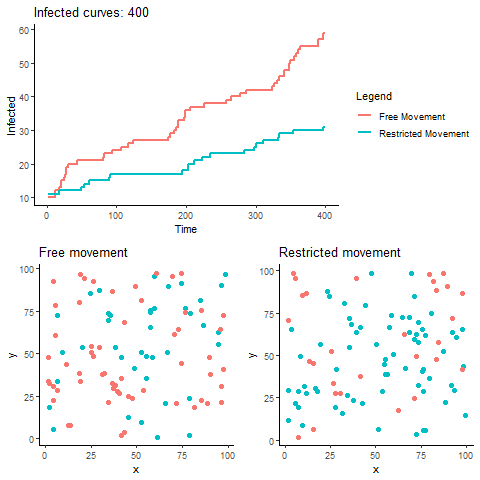 Infected curves: 400
Infected
60
50
40
30
20
10
0
100
200
300
400
Time
Legend
Free Movement
Restricted Movement
Free movement
y
100
75
50
25
0
0
25
50
75
100
x
Restricted movement
y
100
75
50
25
0
0
25
50
75
100
x